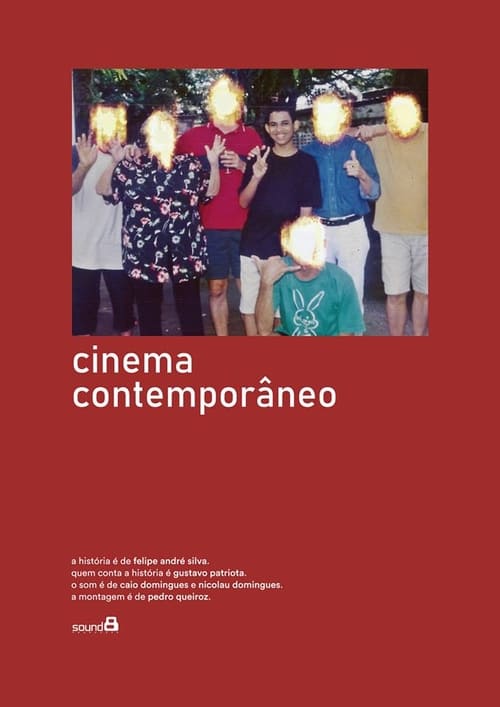 cinema
contemporâneo
a história é de felipe andré silva.
quem conta a história é gustavo patriota.
o som é de caio domingues e nicolau domingues.
a montagem é de pedro queiroz.
sound8